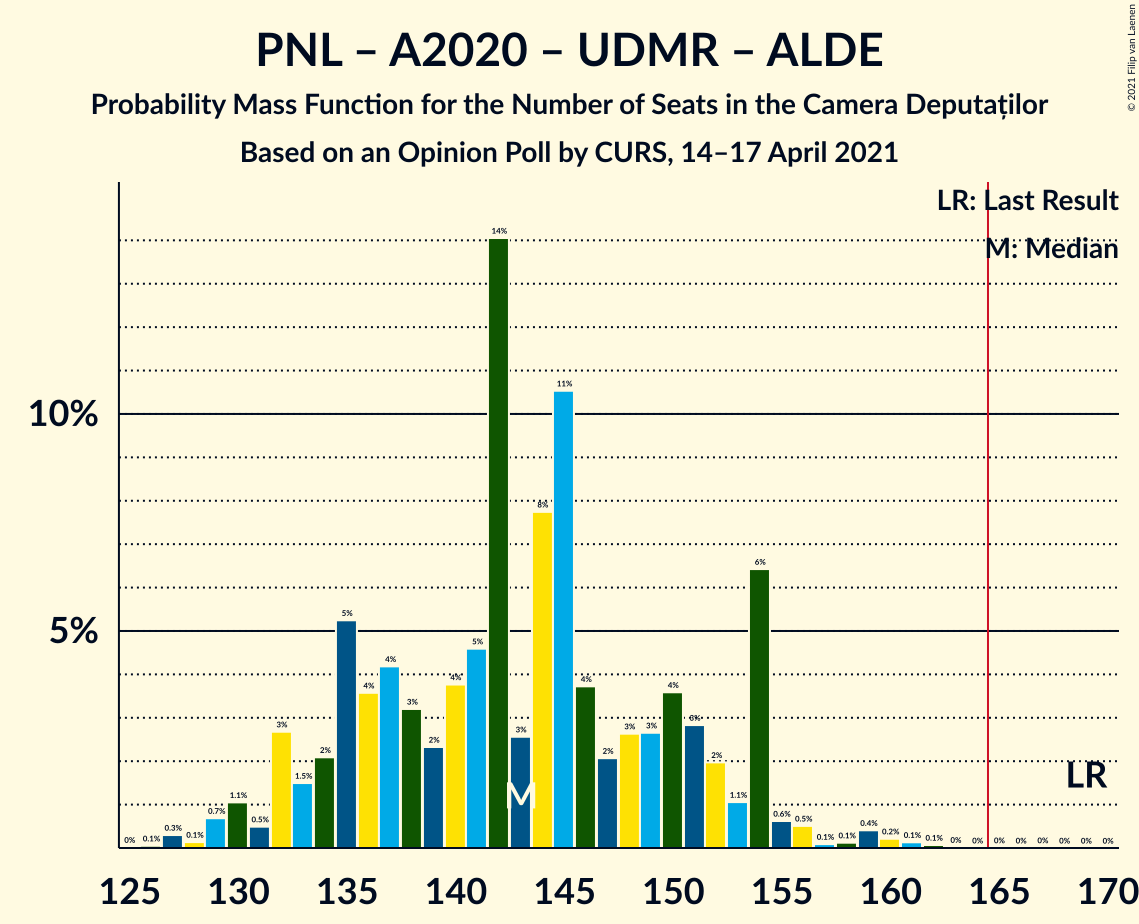 PNL – A2020 – UDMR – ALDE
Probability Mass Function for the Number of Seats in the Camera Deputaților
Based on an Opinion Poll by CURS, 14–17 April 2021
© 2021 Filip van Laenen
LR: Last Result
M: Median
10%
5%
0% 0.1% 0.3% 0.1% 0.7% 1.1% 0.5% 3% 1.5% 2% 5% 4% 4% 3% 2% 4% 5% 14% 3% 8% 11% 4% 2% 3% 3% 4% 3% 2% 1.1% 6% 0.6% 0.5% 0.1% 0.1% 0.4% 0.2% 0.1% 0.1% 0% 0% 0% 0% 0% 0% 0% 0%
M
LR
125 130 135 140 145 150 155 160 165 170